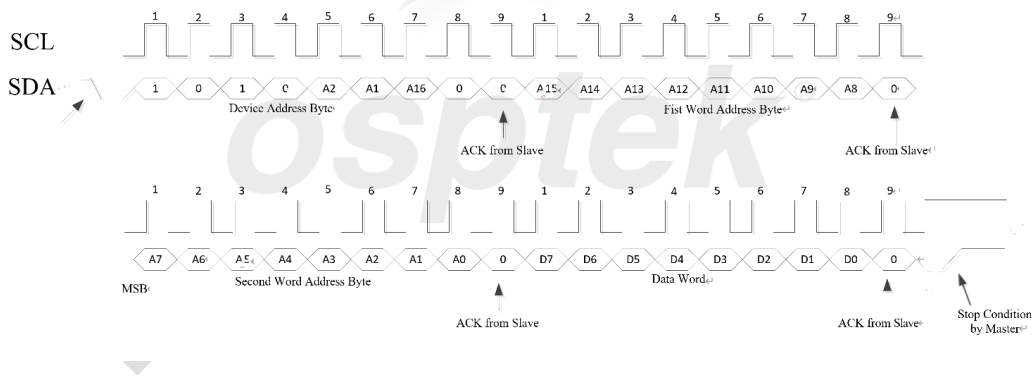 1 2 3 4 5 6 7 8 9 1 2 3 4 5 6 7 8 9
SCL
SDA
1 0 1 0 A2 A1 A16 0 0 A15 A14 A13 A12 A11 A10 A9 A8 0
Device Address Byte
Fist Word Address Byte
ACK from Slave
ACK from Slave
osptek®
1 2 3 4 5 6 7 8 9 1 2 3 4 5 6 7 8 9
A7 A6 A5 A4 A3 A2 A1 A0 0 D7 D6 D5 D4 D3 D2 D1 D0 0
MSB
Second Word Address Byte
Data Word
ACK from Slave
ACK from Slave
Stop Condition
by Master